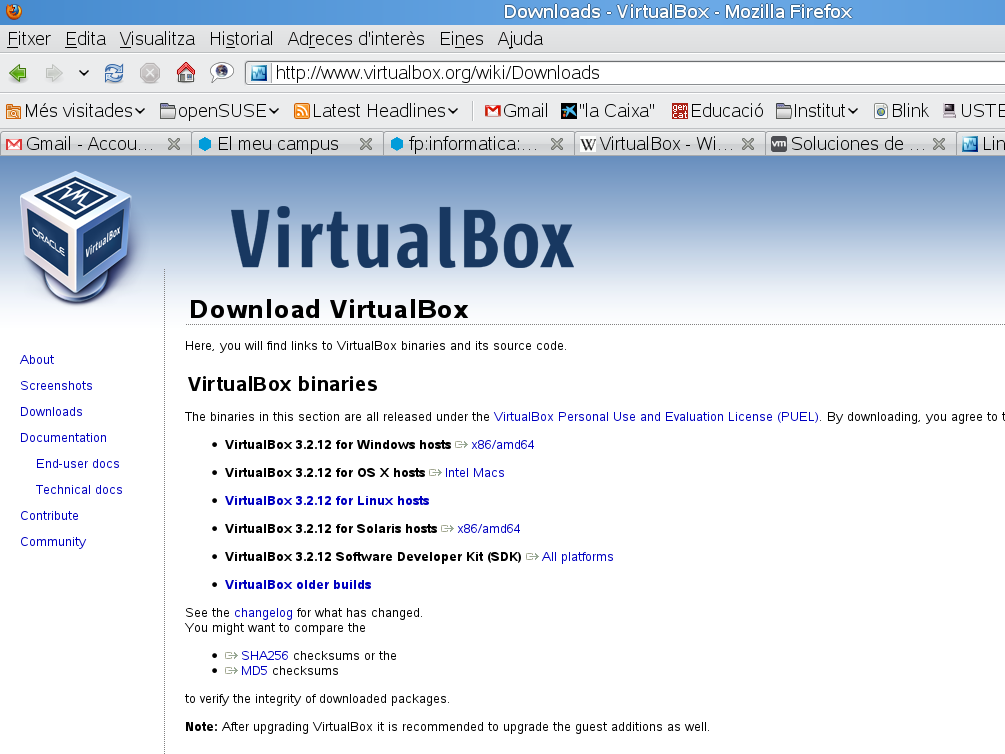 Downloads - VirtualBox - Mozilla Firefox
Fitxer Edita Visualitza Historial Adreces d'interès Eines Ajuda
http://www.virtualbox.org/wiki/Downloads
Més visitades openSUSE Latest Headlines Gmail "la Caixa" gen cat Educació Institut Blink USTE
Gmail - Accou... El meu campus fp:informatica:... W VirtualBox - Wi... vm Soluciones de ... Lin
ORACLE VirtualBox
VirtualBox
Download VirtualBox
Here, you will find links to VirtualBox binaries and its source code.
About
Screenshots
Downloads
Documentation
End-user docs
Technical docs
Contribute
Community
VirtualBox binaries
The binaries in this section are all released under the VirtualBox Personal Use and Evaluation License (PUEL). By downloading, you agree to t
• VirtualBox 3.2.12 for Windows hosts x86/amd64
• VirtualBox 3.2.12 for OS X hosts Intel Macs
• VirtualBox 3.2.12 for Linux hosts
• VirtualBox 3.2.12 for Solaris hosts x86/amd64
• VirtualBox 3.2.12 Software Developer Kit (SDK) All platforms
• VirtualBox older builds
See the changelog for what has changed.
You might want to compare the
• SHA256 checksums or the
• MD5 checksums
to verify the integrity of downloaded packages.
Note: After upgrading VirtualBox it is recommended to upgrade the guest additions as well.